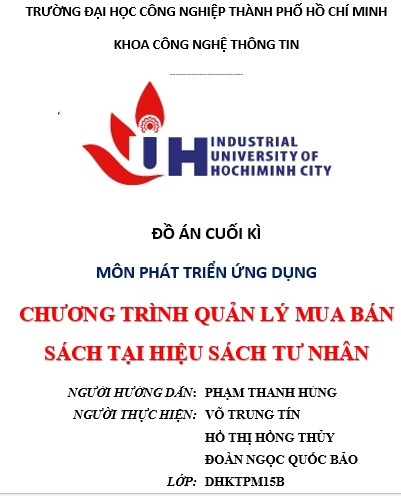 TRƯỜNG ĐẠI HỌC CÔNG NGHIỆP THÀNH PHỐ HỒ CHÍ MINH
KHOA CÔNG NGHỆ THÔNG TIN
----------------------------
IUH INDUSTRIAL
UNIVERSITY OF
HOCHIMINH CITY
ĐỒ ÁN CUỐI KÌ
MÔN PHÁT TRIỂN ỨNG DỤNG
CHƯƠNG TRÌNH QUẢN LÝ MUA BÁN
SÁCH TẠI HIỆU SÁCH TƯ NHÂN
NGƯỜI HƯỚNG DẪN: PHẠM THANH HÙNG
NGƯỜI THỰC HIỆN: VÕ TRUNG TÍN
HỒ THỊ HỒNG THỦY
ĐOÀN NGỌC QUỐC BẢO
LỚP: DHKTPM15B